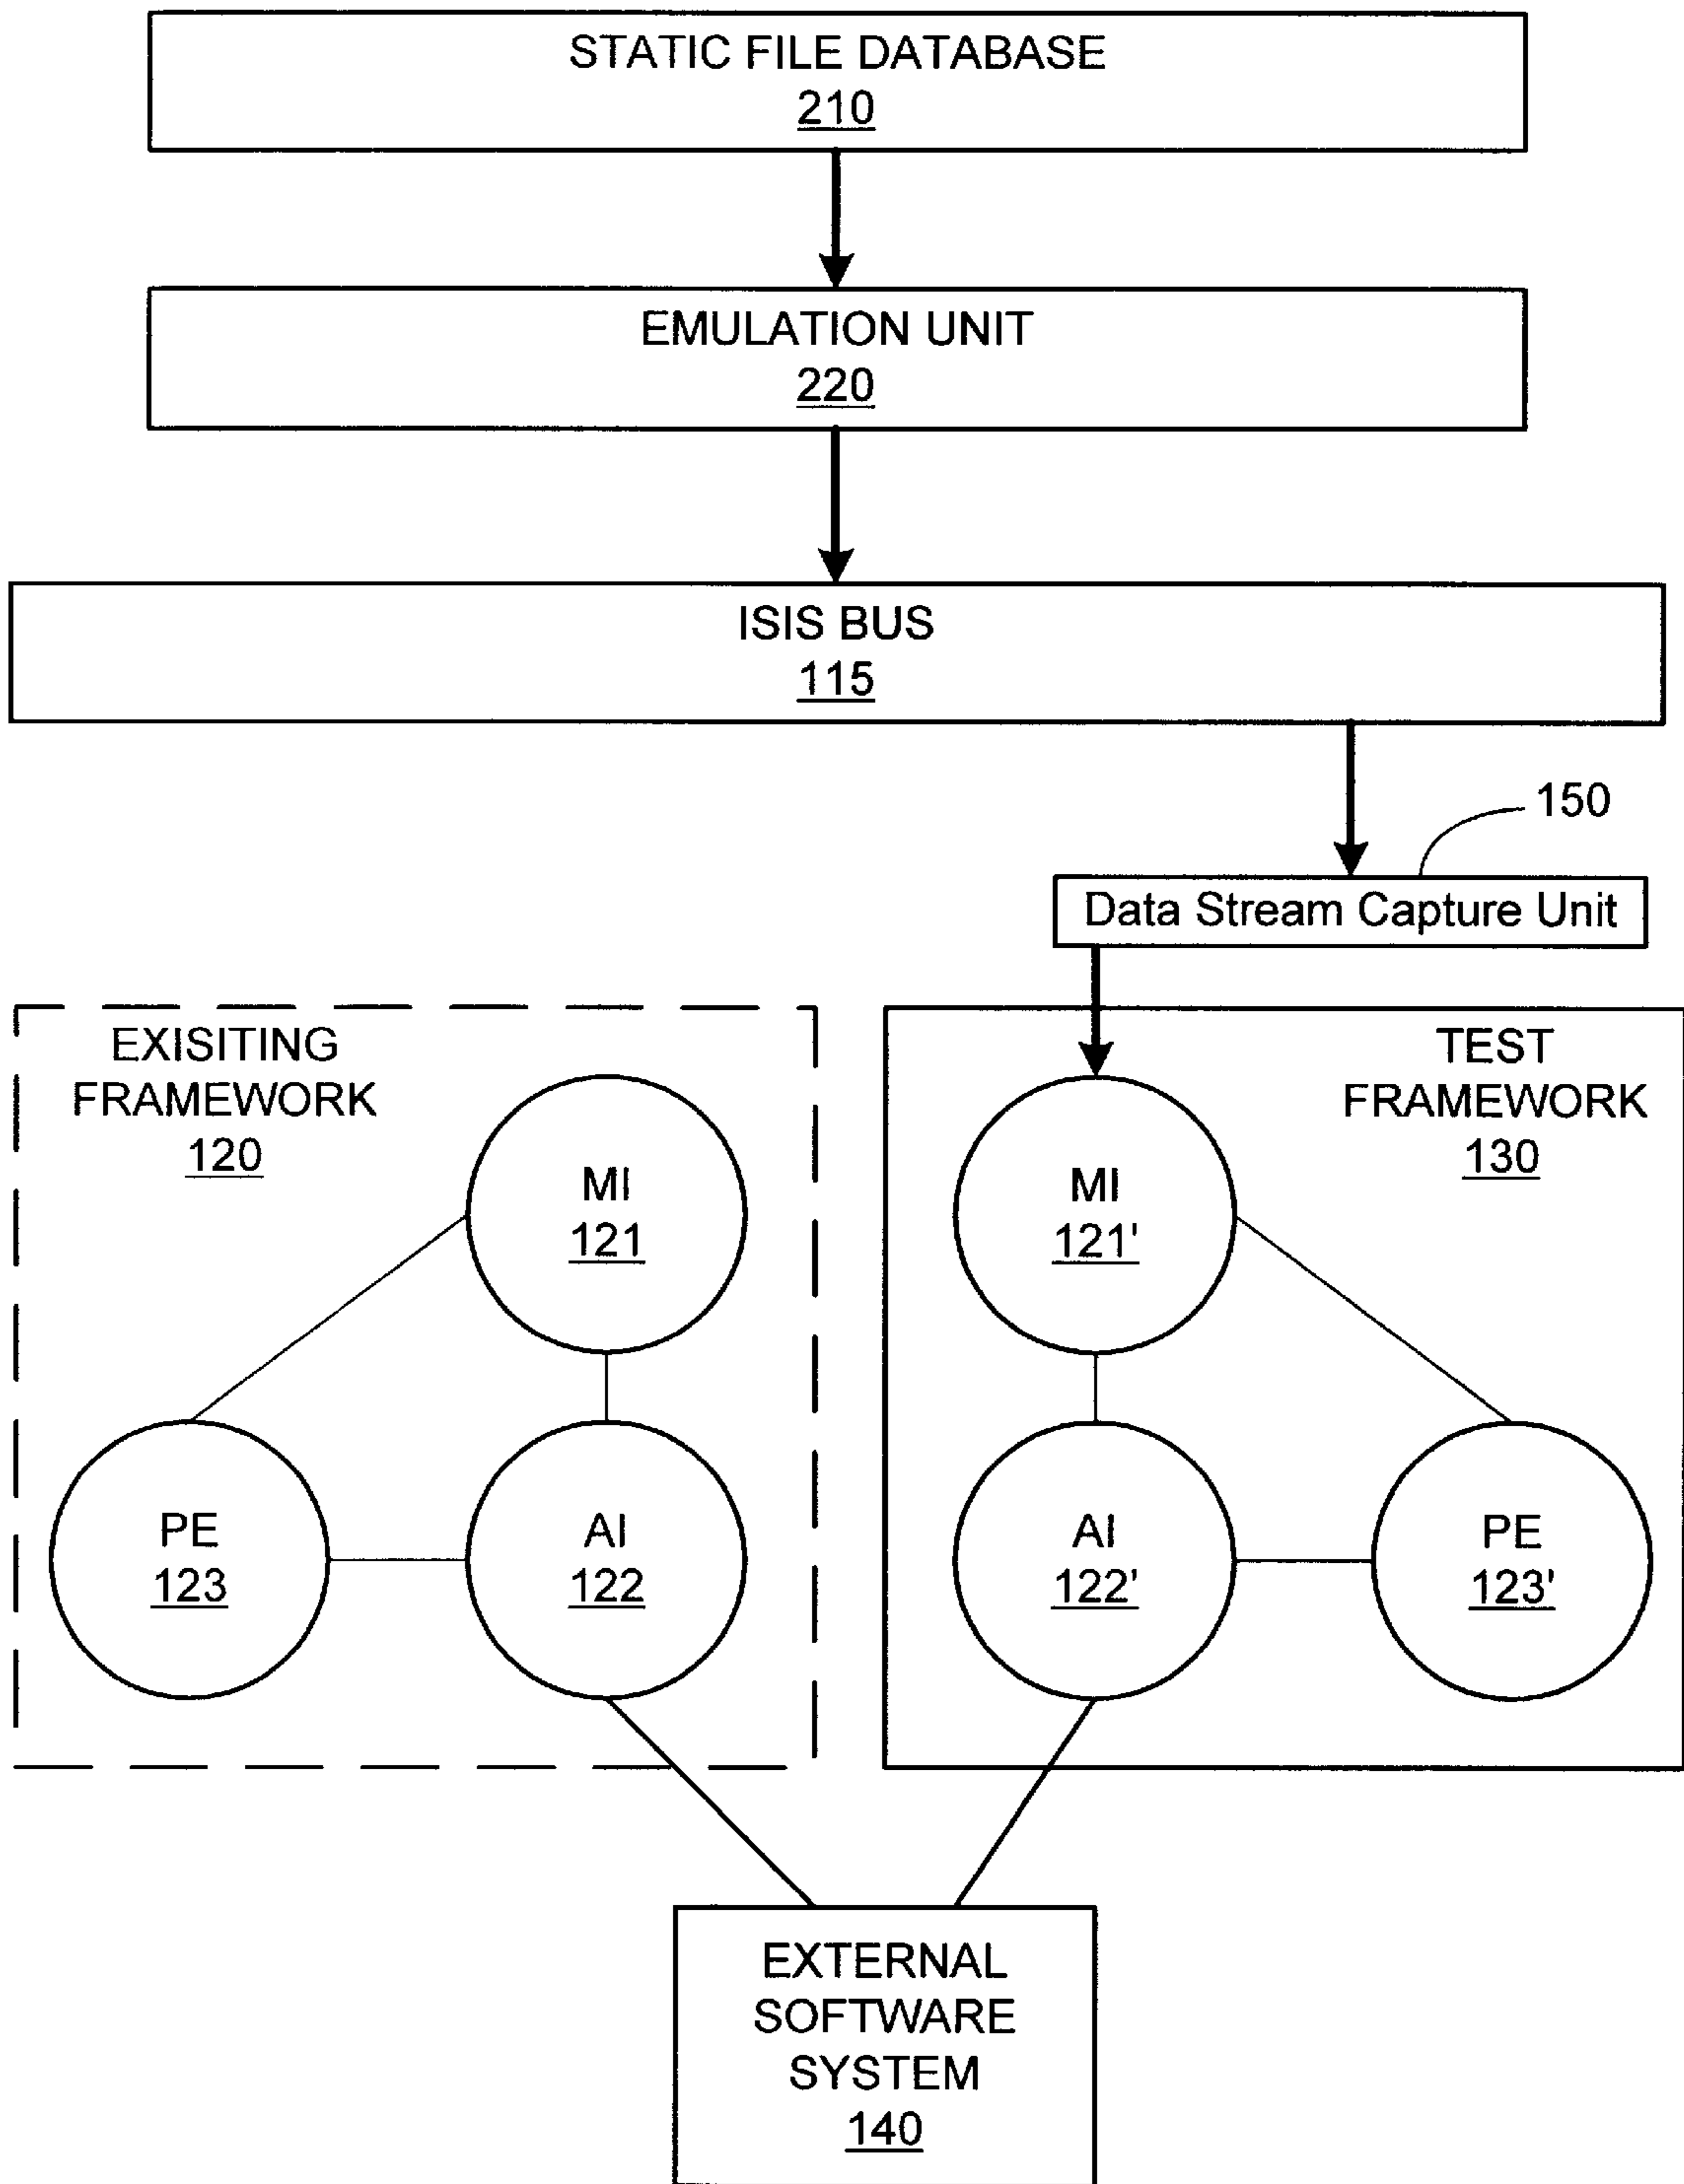 STATIC FILE DATABASE
210
EMULATION UNIT
220
ISIS BUS
115
150
Data Stream Capture Unit
EXISITING
FRAMEWORK
120
MI
121
PE
123
AI
122
TEST
FRAMEWORK
130
MI
121'
AI
122'
PE
123'
EXTERNAL
SOFTWARE
SYSTEM
140